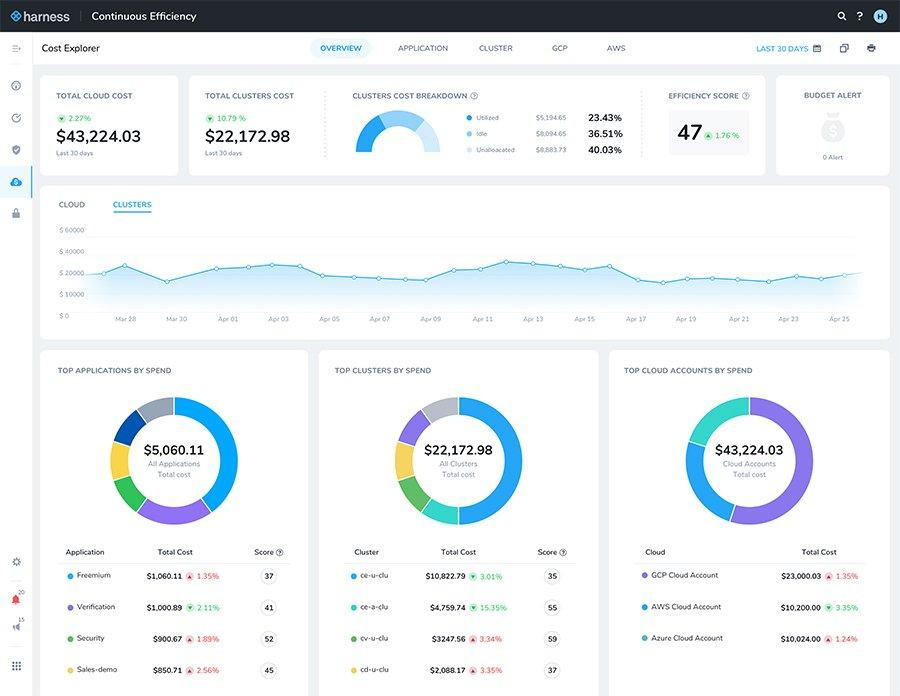 harness
Continuous Efficiency
H
Cost Explorer
OVERVIEW
APPLICATION
CLUSTER
GCP
AWS
LAST 30 DAYS
TOTAL CLOUD COST
2.27%
$43,224.03
Last 30 days
TOTAL CLUSTERS COST
10.79 %
$22,172.98
Last 30 days
CLUSTERS COST BREAKDOWN
Utilized $5,194.65 23.43%
Idle $8,094.65 36.51%
Unalloacated $8,883.73 40.03%
EFFICIENCY SCORE
47 1.76 %
BUDGET ALERT
$
0 Alert
CLOUD
CLUSTERS
$ 60000
$ 40000
$ 20000
$ 10000
$ 0
Mar 28 Mar 30 Apr 01 Apr 03 Apr 05 Apr 07 Apr 09 Apr 11 Apr 13 Apr 15 Apr 17 Apr 19 Apr 21 Apr 23 Apr 25
TOP APPLICATIONS BY SPEND
$5,060.11
All Applications
Total cost
Application Total Cost Score
Freemium $1,060.11 1.35% 37
Verification $1,000.89 2.11% 41
Security $900.67 1.89% 52
Sales-demo $850.71 2.56% 45
TOP CLUSTERS BY SPEND
$22,172.98
All Clusters
Total cost
Cluster Total Cost Score
ce-u-clu $10,822.79 3.01% 35
ce-a-clu $4,759.74 15.35% 55
cv-u-clu $3247.56 3.34% 59
cd-u-clu $2,088.17 3.35% 37
TOP CLOUD ACCOUNTS BY SPEND
$43,224.03
Cloud Accounts
Total cost
Cloud Total Cost
GCP Cloud Account $23,000.03 1.35%
AWS Cloud Account $10,200.00 3.35%
Azure Cloud Account $10,024.00 1.24%
20
15